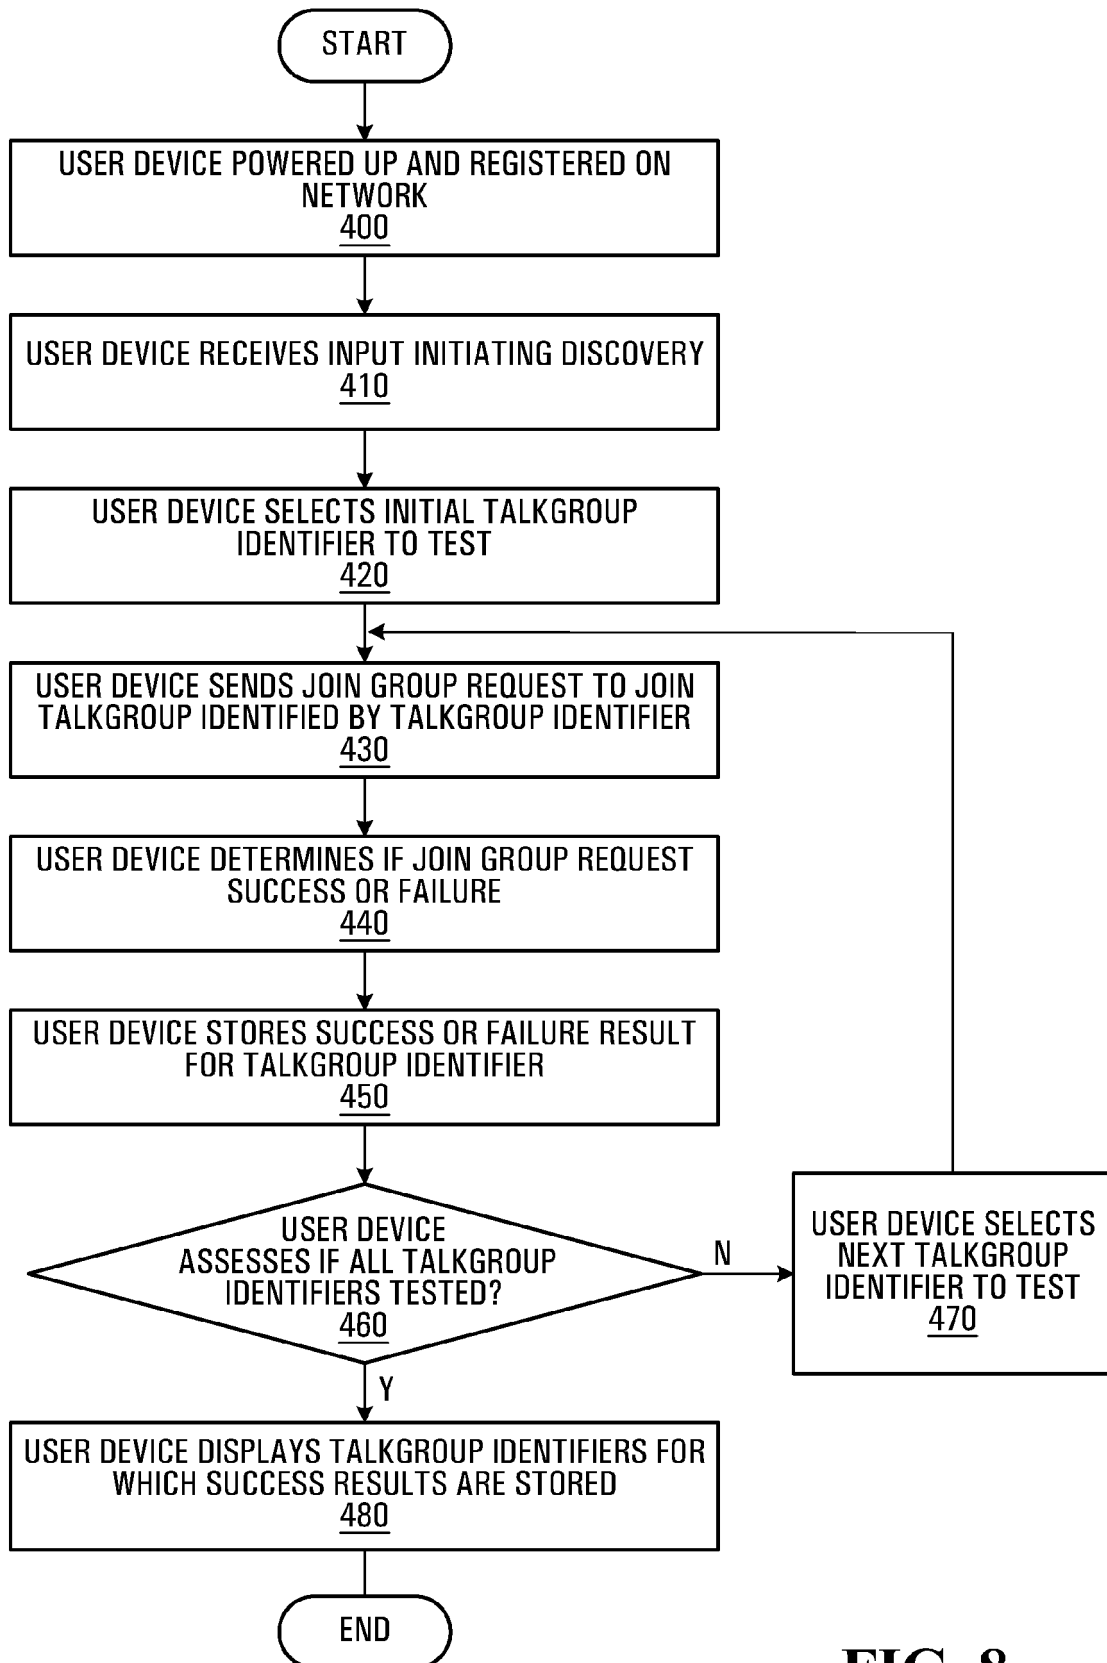 START
USER DEVICE POWERED UP AND REGISTERED ON
NETWORK
400
USER DEVICE RECEIVES INPUT INITIATING DISCOVERY
410
USER DEVICE SELECTS INITIAL TALKGROUP
IDENTIFIER TO TEST
420
USER DEVICE SENDS JOIN GROUP REQUEST TO JOIN
TALKGROUP IDENTIFIED BY TALKGROUP IDENTIFIER
430
USER DEVICE DETERMINES IF JOIN GROUP REQUEST
SUCCESS OR FAILURE
440
USER DEVICE STORES SUCCESS OR FAILURE RESULT
FOR TALKGROUP IDENTIFIER
450
USER DEVICE
ASSESSES IF ALL TALKGROUP
IDENTIFIERS TESTED?
460
N
USER DEVICE SELECTS
NEXT TALKGROUP
IDENTIFIER TO TEST
470
Y
USER DEVICE DISPLAYS TALKGROUP IDENTIFIERS FOR
WHICH SUCCESS RESULTS ARE STORED
480
END
FIG. 8